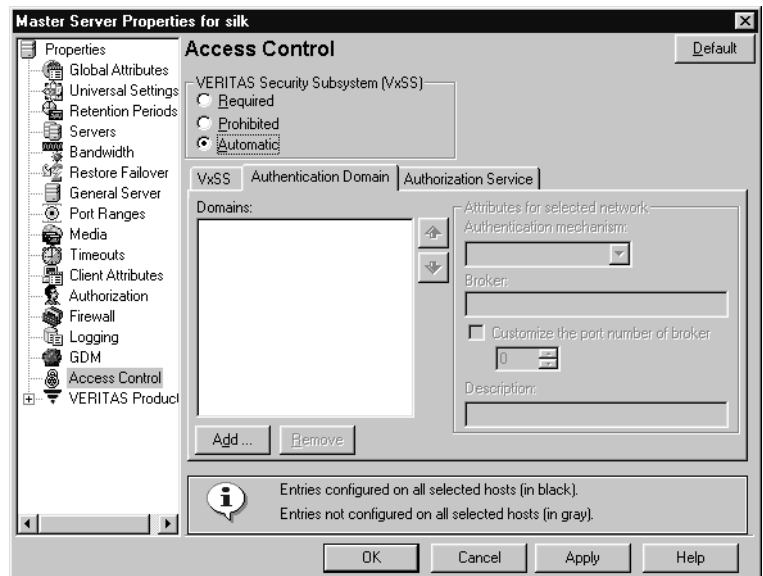 Master Server Properties for silk
Properties
Global Attributes
Universal Settings
Retention Periods
Servers
Bandwidth
Restore Failover
General Server
Port Ranges
Media
Timeouts
Client Attributes
Authorization
Firewall
Logging
GDM
Access Control
VERITAS Product
Access Control
Default
VERITAS Security Subsystem (VxSS)
Required
Prohibited
Automatic
VxSS Authentication Domain Authorization Service
Domains:
Attributes for selected network
Authentication mechanism:
Broker:
Customize the port number of broker
0
Description:
Add ... Remove
Entries configured on all selected hosts (in black).
Entries not configured on all selected hosts (in gray).
OK Cancel Apply Help